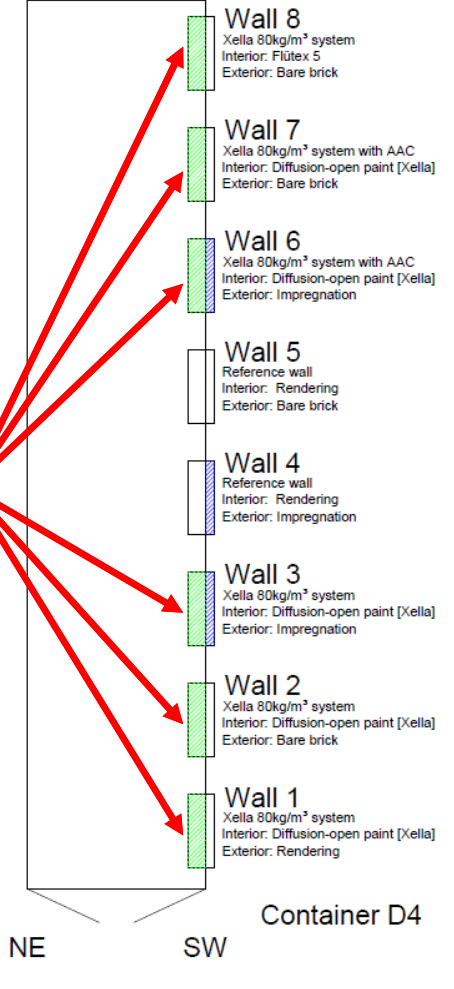 Wall 8
Xella 80kg/m³ system
Interior: Flütex 5
Exterior: Bare brick
Wall 7
Xella 80kg/m³ system with AAC
Interior: Diffusion-open paint [Xella]
Exterior: Bare brick
Wall 6
Xella 80kg/m³ system with AAC
Interior: Diffusion-open paint [Xella]
Exterior: Impregnation
Wall 5
Reference wall
Interior: Rendering
Exterior: Bare brick
Wall 4
Reference wall
Interior: Rendering
Exterior: Impregnation
Wall 3
Xella 80kg/m³ system
Interior: Diffusion-open paint [Xella]
Exterior: Impregnation
Wall 2
Xella 80kg/m³ system
Interior: Diffusion-open paint [Xella]
Exterior: Bare brick
Wall 1
Xella 80kg/m³ system
Interior: Diffusion-open paint [Xella]
Exterior: Rendering
Container D4
NE SW